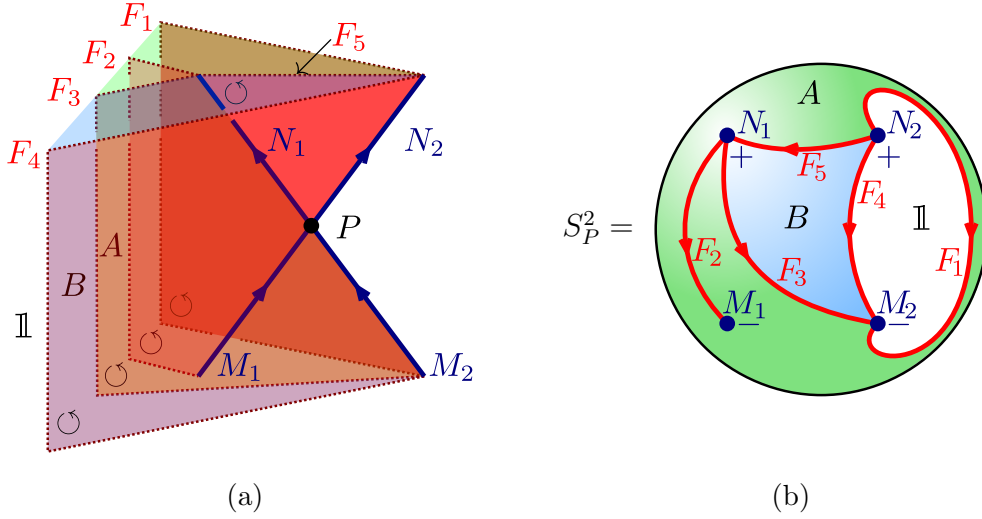 F₁
F₂
F₃
F₄
F₅
N₁
N₂
P
A
B
𝟙
M₁
M₂
(a)
S²_P =
A
N₁
+
N₂
+
F₅
F₄
B
𝟙
F₂
F₃
F₁
M₁
−
M₂
−
(b)